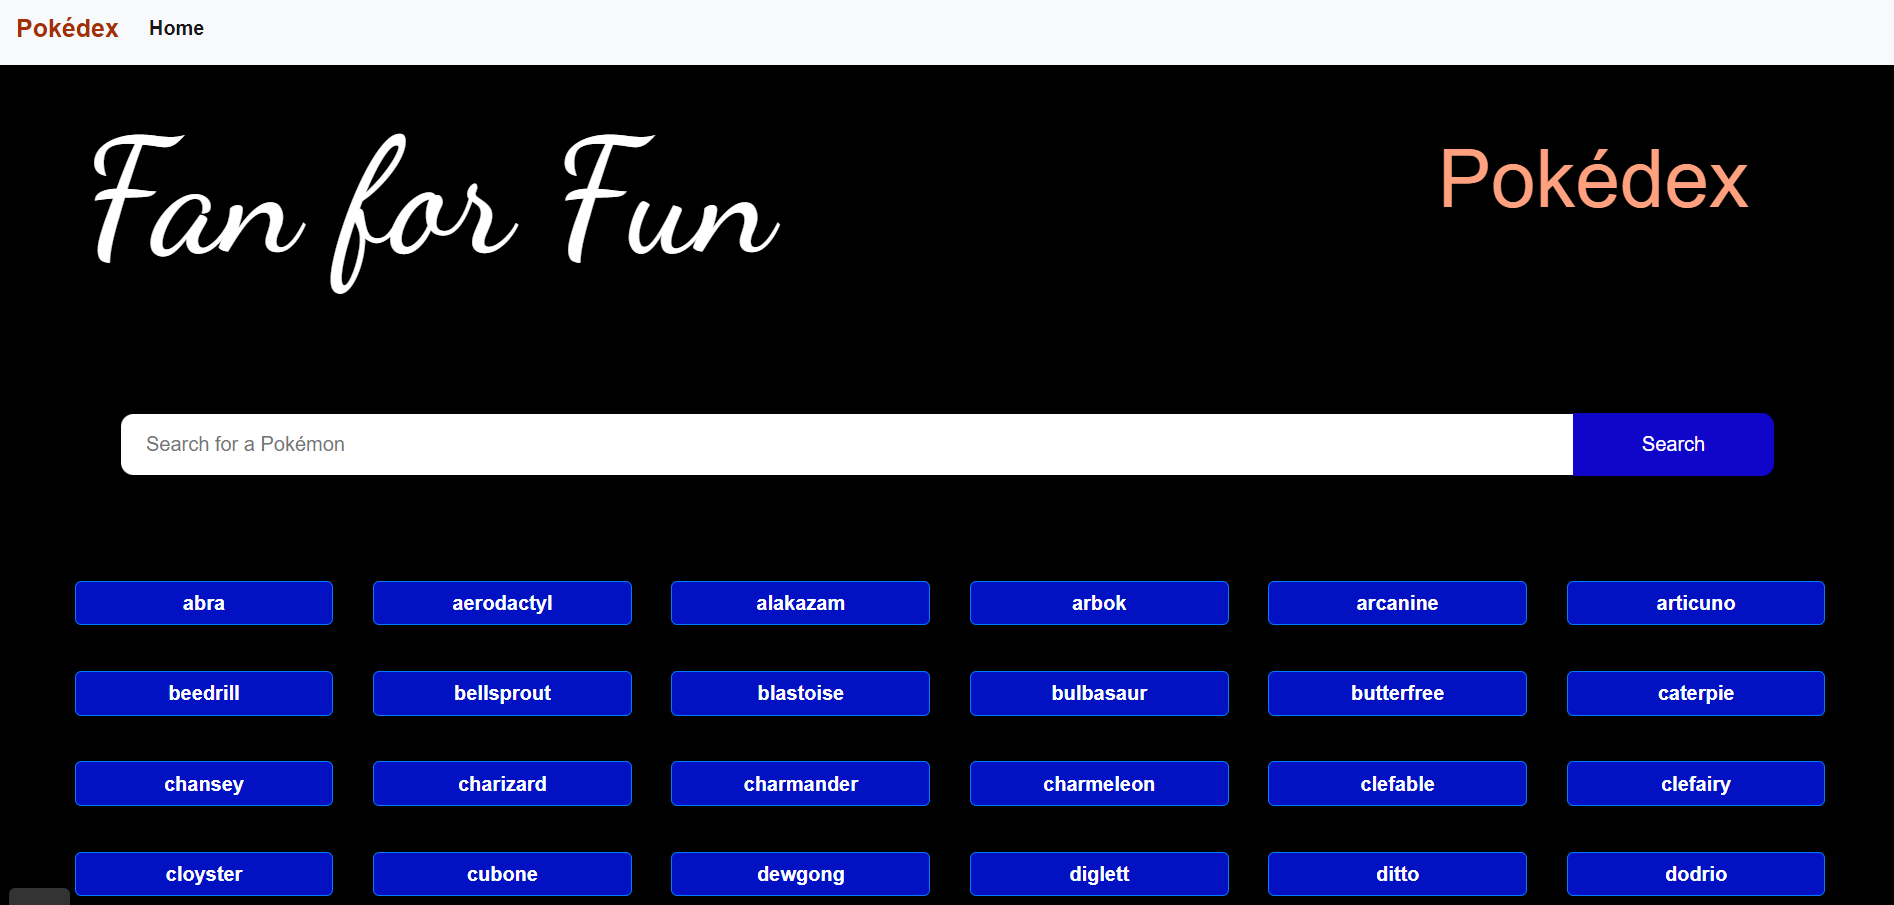 Pokédex Home
Fan for Fun Pokédex
Search for a Pokémon Search
abra aerodactyl alakazam arbok arcanine articuno
beedrill bellsprout blastoise bulbasaur butterfree caterpie
chansey charizard charmander charmeleon clefable clefairy
cloyster cubone dewgong diglett ditto dodrio